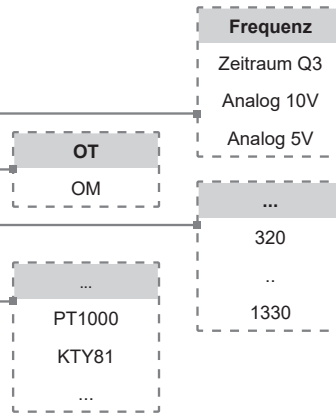 Frequenz
Zeitraum Q3
Analog 10V
Analog 5V
OT
OM
...
320
..
1330
...
PT1000
KTY81
...